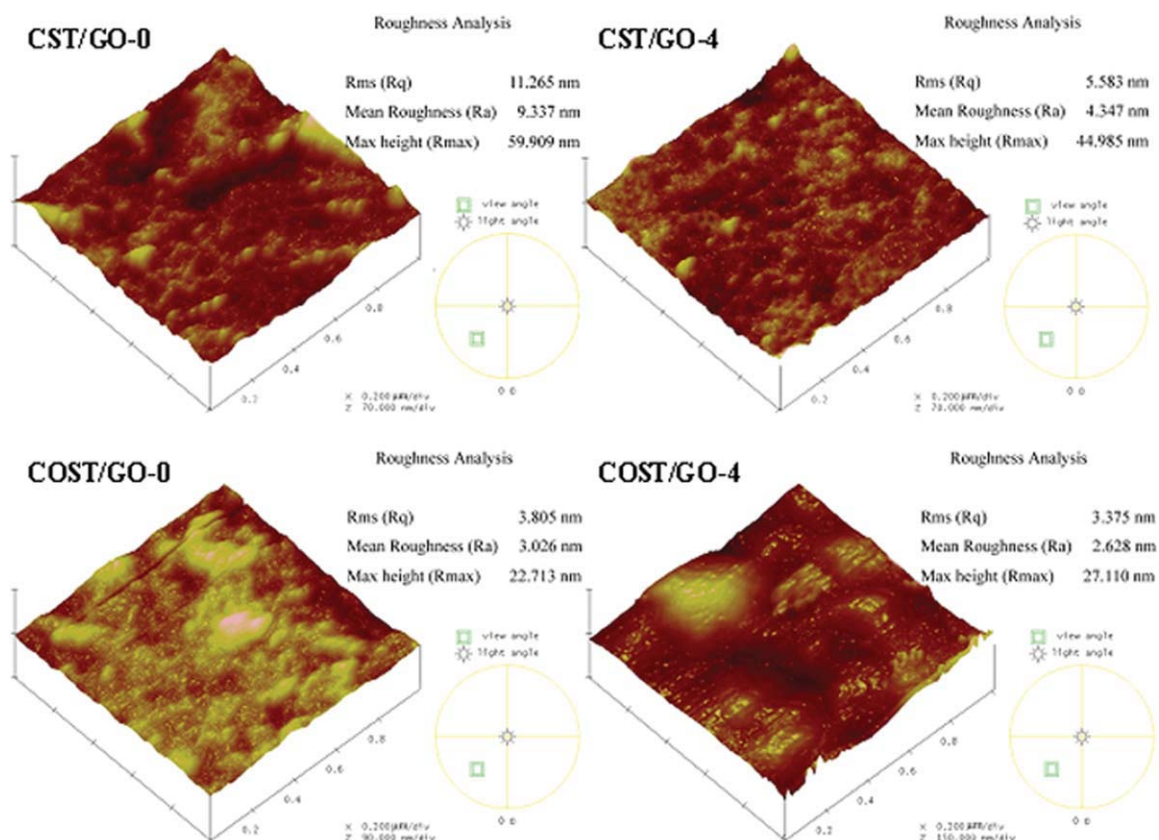 CST/GO-0
Roughness Analysis
Rms (Rq) 11.265 nm
Mean Roughness (Ra) 9.337 nm
Max height (Rmax) 59.909 nm
view angle
light angle
0.8
0.6
0.4
0.2
X 0.200 µm/div
Z 70.000 nm/div
CST/GO-4
Roughness Analysis
Rms (Rq) 5.583 nm
Mean Roughness (Ra) 4.347 nm
Max height (Rmax) 44.985 nm
view angle
light angle
0.8
0.6
0.4
0.2
X 0.200 µm/div
Z 70.000 nm/div
COST/GO-0
Roughness Analysis
Rms (Rq) 3.805 nm
Mean Roughness (Ra) 3.026 nm
Max height (Rmax) 22.713 nm
view angle
light angle
0.8
0.6
0.4
0.2
X 0.200 µm/div
Z 90.000 nm/div
COST/GO-4
Roughness Analysis
Rms (Rq) 3.375 nm
Mean Roughness (Ra) 2.628 nm
Max height (Rmax) 27.110 nm
view angle
light angle
0.8
0.6
0.4
0.2
X 0.200 µm/div
Z 150.000 nm/div